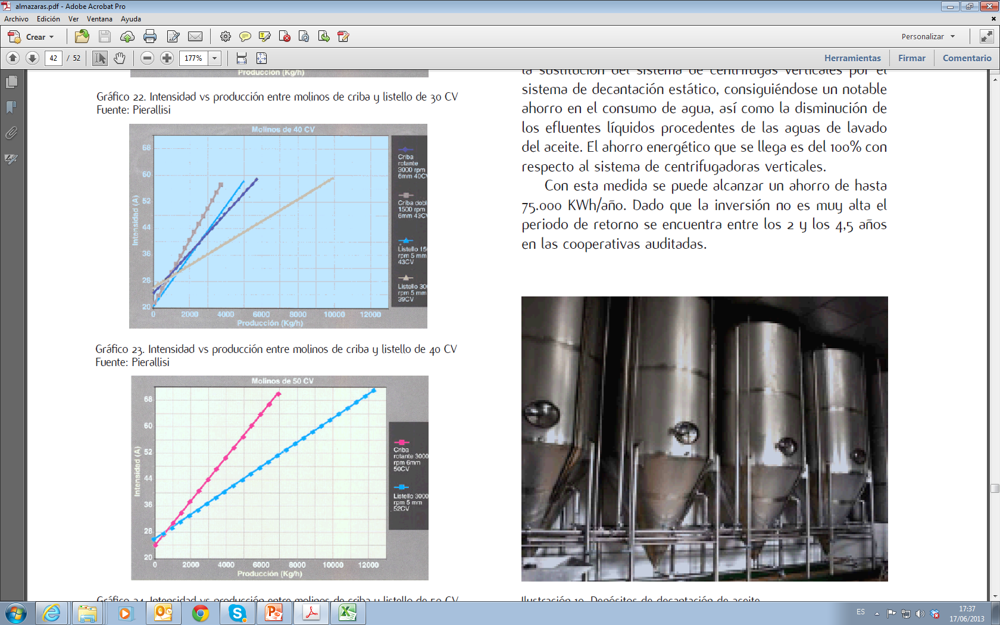 almazaras.pdf - Adobe Acrobat Pro
Archivo Edición Ver Ventana Ayuda
Crear
Personalizar
42 / 52
177%
Herramientas Firmar Comentario
Producción (Kg/h)
Gráfico 22. Intensidad vs producción entre molinos de criba y listello de 30 CV
Fuente: Pierallisi
Molinos de 40 CV
68
60
52
44
36
28
20
Intensidad (A)
0 2000 4000 6000 8000 10000 12000
Producción (Kg/h)
Criba
rotante
3000 rpm
6mm 40CV
Criba dobl
1500 rpm
6mm 43C
Listello 15
rpm 5 mm
43CV
Listello 30
rpm 5 mm
39CV
Gráfico 23. Intensidad vs producción entre molinos de criba y listello de 40 CV
Fuente: Pierallisi
Molinos de 50 CV
68
60
52
44
36
28
20
Intensidad (A)
0 2000 4000 6000 8000 10000 12000
Producción (Kg/h)
Criba
rotante 3000
rpm 6mm
50CV
Listello 3000
rpm 5 mm
52CV
Gráfico 24. Intensidad vs producción entre molinos de criba y listello de 50 CV
la sustitución del sistema de centrífugas verticales por el
sistema de decantación estático, consiguiéndose un notable
ahorro en el consumo de agua, así como la disminución de
los efluentes líquidos procedentes de las aguas de lavado
del aceite. El ahorro energético que se llega es del 100% con
respecto al sistema de centrifugadoras verticales.
Con esta medida se puede alcanzar un ahorro de hasta
75.000 KWh/año. Dado que la inversión no es muy alta el
periodo de retorno se encuentra entre los 2 y los 4,5 años
en las cooperativas auditadas.
Ilustración 19. Depósitos de decantación de aceite
ES
17:37
17/06/2013